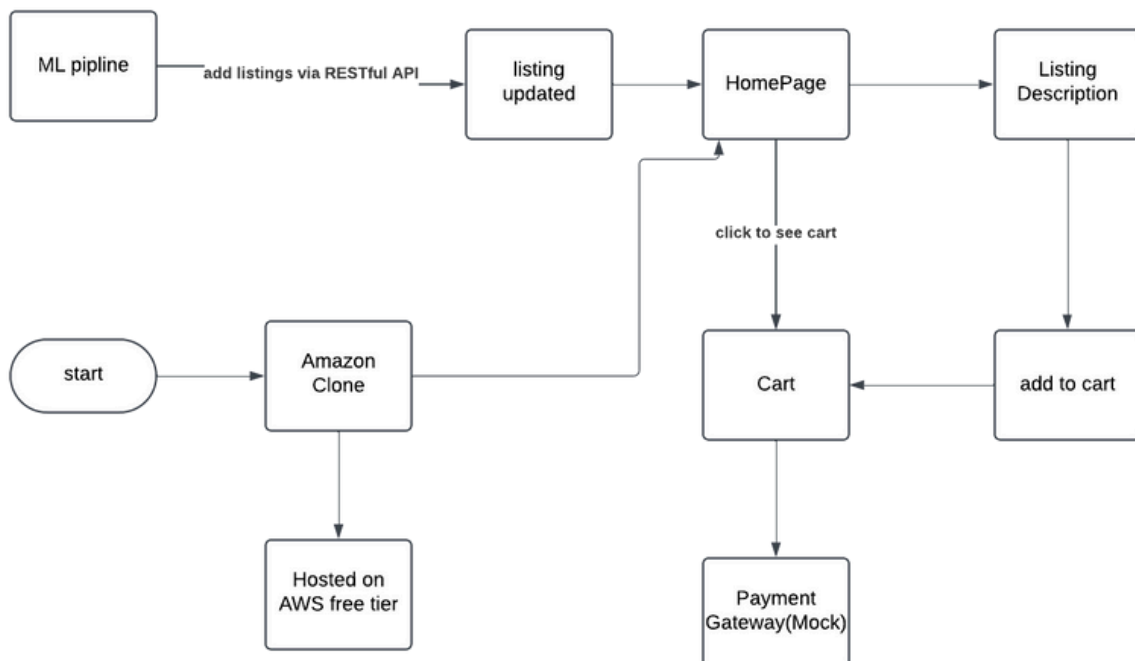 ML pipline
add listings via RESTful API
listing
updated
HomePage
Listing
Description
click to see cart
start
Amazon
Clone
Cart
add to cart
Hosted on
AWS free tier
Payment
Gateway(Mock)